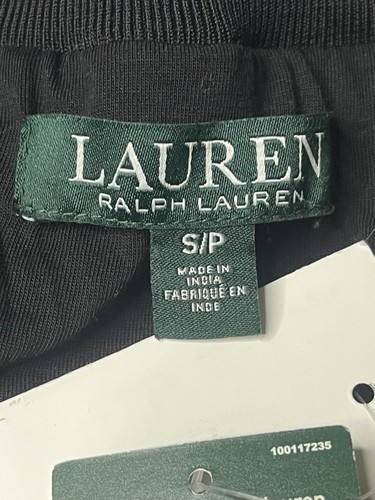 LAUREN
RALPH LAUREN
S/P
MADE IN
INDIA
FABRIQUÉ EN
INDE
100117235